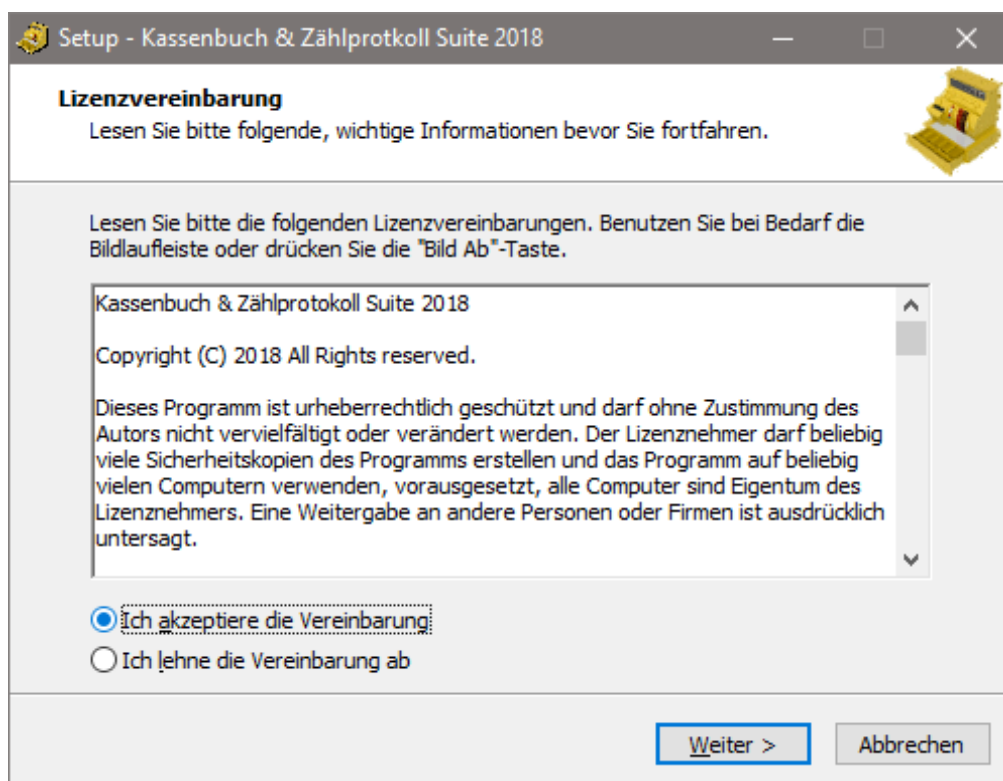 Setup - Kassenbuch & Zählprotkoll Suite 2018
Lizenzvereinbarung
Lesen Sie bitte folgende, wichtige Informationen bevor Sie fortfahren.
Lesen Sie bitte die folgenden Lizenzvereinbarungen. Benutzen Sie bei Bedarf die
Bildlaufleiste oder drücken Sie die "Bild Ab"-Taste.
Kassenbuch & Zählprotokoll Suite 2018
Copyright (C) 2018 All Rights reserved.
Dieses Programm ist urheberrechtlich geschützt und darf ohne Zustimmung des
Autors nicht vervielfältigt oder verändert werden. Der Lizenznehmer darf beliebig
viele Sicherheitskopien des Programms erstellen und das Programm auf beliebig
vielen Computern verwenden, vorausgesetzt, alle Computer sind Eigentum des
Lizenznehmers. Eine Weitergabe an andere Personen oder Firmen ist ausdrücklich
untersagt.
Ich akzeptiere die Vereinbarung
Ich lehne die Vereinbarung ab
Weiter >
Abbrechen